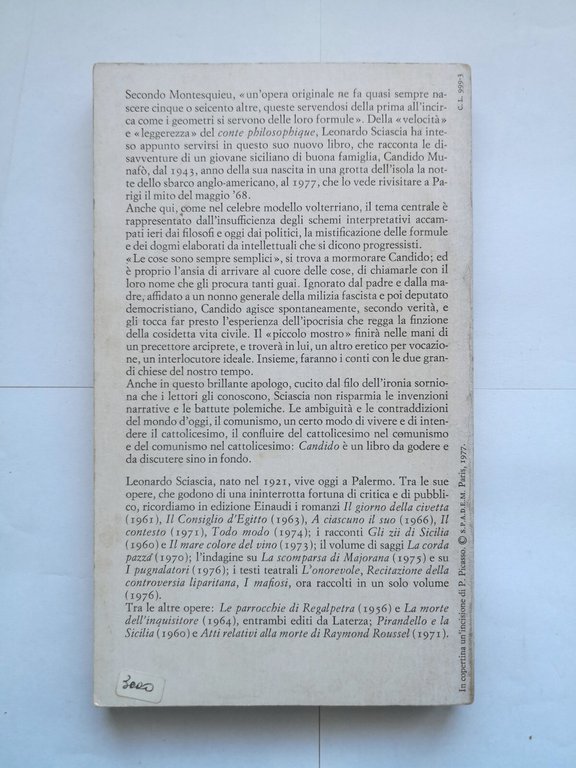 Secondo Montesquieu, «un'opera originale ne fa quasi sempre na-
scere cinque o seicento altre, queste servendosi della prima all'incir-
ca come i geometri si servono delle loro formule». Della «velocità»
e «leggerezza» del conte philosophique, Leonardo Sciascia ha inte-
so appunto servirsi in questo suo nuovo libro, che racconta le di-
savventure di un giovane siciliano di buona famiglia, Candido Mu-
nafò, dal 1943, anno della sua nascita in una grotta dell'isola la not-
te dello sbarco anglo-americano, al 1977, che lo vede rivisitare a Pa-
rigi il mito del maggio '68.
Anche qui, come nel celebre modello volterriano, il tema centrale è
rappresentato dall'insufficienza degli schemi interpretativi accam-
pati ieri dai filosofi e oggi dai politici, la mistificazione delle formule
e dei dogmi elaborati da intellettuali che si dicono progressisti.
«Le cose sono sempre semplici», si trova a mormorare Candido; ed
è proprio l'ansia di arrivare al cuore delle cose, di chiamarle con il
loro nome che gli procura tanti guai. Ignorato dal padre e dalla ma-
dre, affidato a un nonno generale della milizia fascista e poi deputato
democristiano, Candido agisce spontaneamente, secondo verità, e
gli tocca far presto l'esperienza dell'ipocrisia che regga la finzione
della cosidetta vita civile. Il «piccolo mostro» finirà nelle mani di
un precettore arciprete, e troverà in lui, un altro eretico per vocazio-
ne, un interlocutore ideale. Insieme, faranno i conti con le due gran-
di chiese del nostro tempo.
Anche in questo brillante apologo, cucito dal filo dell'ironia sornio-
na che i lettori gli conoscono, Sciascia non risparmia le invenzioni
narrative e le battute polemiche. Le ambiguità e le contraddizioni
del mondo d'oggi, il comunismo, un certo modo di vivere e di inten-
dere il cattolicesimo, il confluire del cattolicesimo nel comunismo
e del comunismo nel cattolicesimo: Candido è un libro da godere e
da discutere sino in fondo.
Leonardo Sciascia, nato nel 1921, vive oggi a Palermo. Tra le sue
opere, che godono di una ininterrotta fortuna di critica e di pubbli-
co, ricordiamo in edizione Einaudi i romanzi Il giorno della civetta
(1961), Il Consiglio d'Egitto (1963), A ciascuno il suo (1966), Il
contesto (1971), Todo modo (1974); i racconti Gli zii di Sicilia
(1960) e Il mare colore del vino (1973); il volume di saggi La corda
pazza (1970); l'indagine su La scomparsa di Majorana (1975) e su
I pugnalatori (1976); i testi teatrali L'onorevole, Recitazione della
controversia liparitana, I mafiosi, ora raccolti in un solo volume
(1976).
Tra le altre opere: Le parrocchie di Regalpetra (1956) e La morte
dell'inquisitore (1964), entrambi editi da Laterza; Pirandello e la
Sicilia (1960) e Atti relativi alla morte di Raymond Roussel (1971).
3000
In copertina un'incisione di P. Picasso. © S.P.A.D.E.M. Paris, 1977.
C. L. 999-3